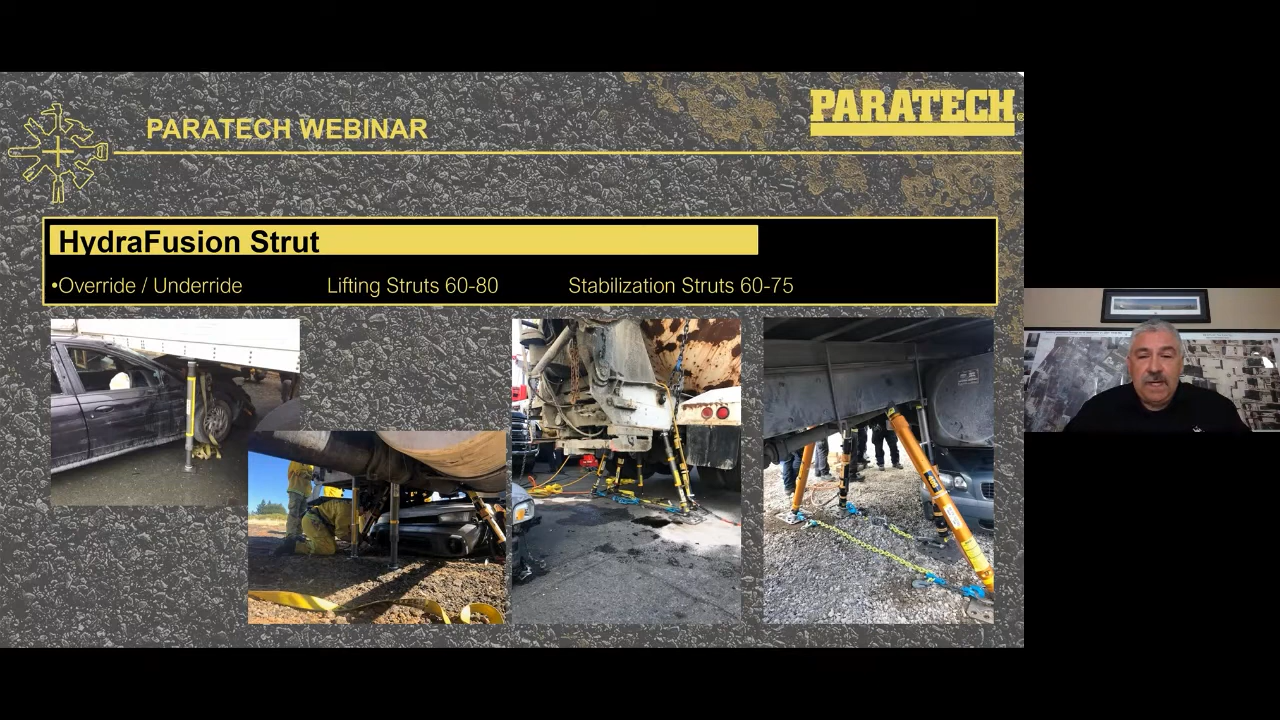 PARATECH
PARATECH WEBINAR
HydraFusion Strut
•Override / Underride Lifting Struts 60-80 Stabilization Struts 60-75